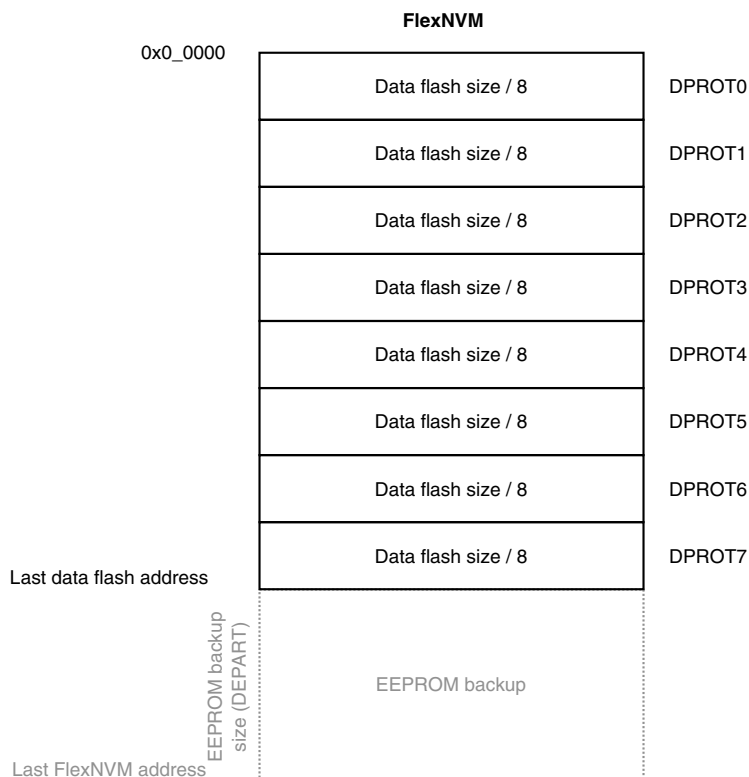 FlexNVM
0x0_0000
Data flash size / 8 DPROT0
Data flash size / 8 DPROT1
Data flash size / 8 DPROT2
Data flash size / 8 DPROT3
Data flash size / 8 DPROT4
Data flash size / 8 DPROT5
Data flash size / 8 DPROT6
Data flash size / 8 DPROT7
Last data flash address
EEPROM backup
size (DEPART)
EEPROM backup
Last FlexNVM address